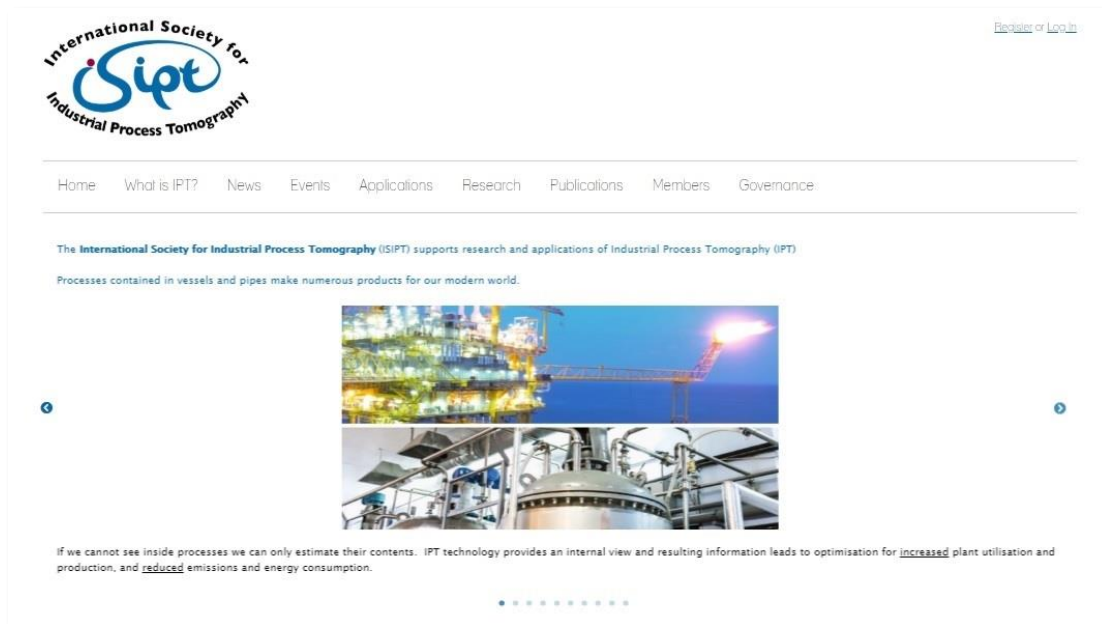 International Society for
isipt
Industrial Process Tomography
Register or Log In
Home What is IPT? News Events Applications Research Publications Members Governance
The International Society for Industrial Process Tomography (ISIPT) supports research and applications of Industrial Process Tomography (IPT)
Processes contained in vessels and pipes make numerous products for our modern world.
If we cannot see inside processes we can only estimate their contents. IPT technology provides an internal view and resulting information leads to optimisation for increased plant utilisation and
production, and reduced emissions and energy consumption.